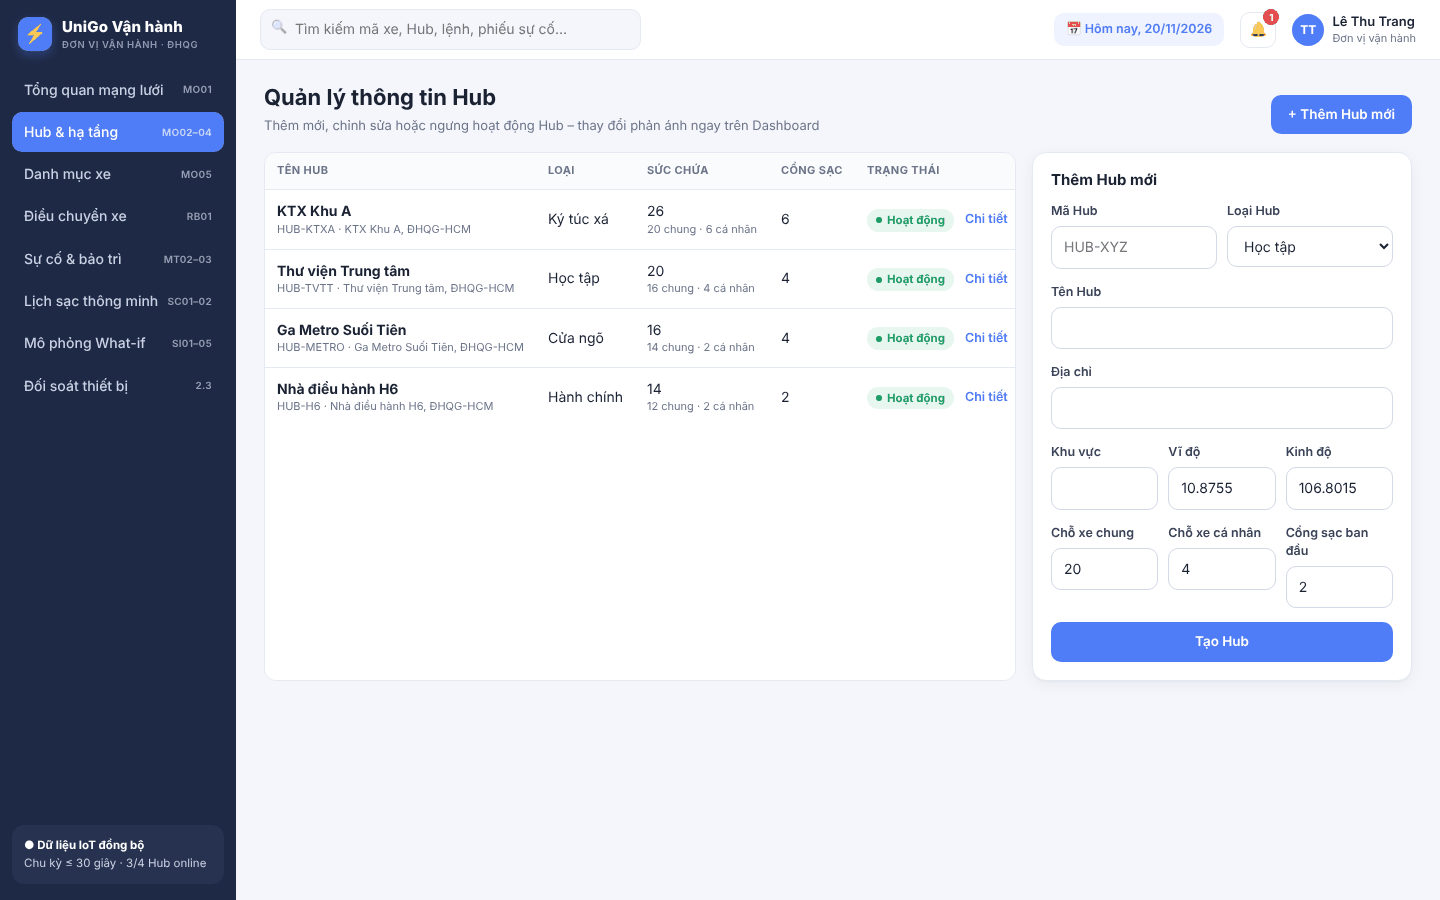 UniGo Vận hành
ĐƠN VỊ VẬN HÀNH · ĐHQG
Tổng quan mạng lưới MO01
Hub & hạ tầng MO02–04
Danh mục xe MO05
Điều chuyển xe RB01
Sự cố & bảo trì MT02–03
Lịch sạc thông minh SC01–02
Mô phỏng What-if SI01–05
Đối soát thiết bị 2.3
Dữ liệu IoT đồng bộ
Chu kỳ ≤ 30 giây · 3/4 Hub online
Tìm kiếm mã xe, Hub, lệnh, phiếu sự cố...
Hôm nay, 20/11/2026
1
TT
Lê Thu Trang
Đơn vị vận hành
Quản lý thông tin Hub
Thêm mới, chỉnh sửa hoặc ngưng hoạt động Hub – thay đổi phản ánh ngay trên Dashboard
+ Thêm Hub mới
TÊN HUB LOẠI SỨC CHỨA CỔNG SẠC TRẠNG THÁI
KTX Khu A
HUB-KTXA · KTX Khu A, ĐHQG-HCM
Ký túc xá
26
20 chung · 6 cá nhân
6
Hoạt động
Chi tiết
Thư viện Trung tâm
HUB-TVTT · Thư viện Trung tâm, ĐHQG-HCM
Học tập
20
16 chung · 4 cá nhân
4
Hoạt động
Chi tiết
Ga Metro Suối Tiên
HUB-METRO · Ga Metro Suối Tiên, ĐHQG-HCM
Cửa ngõ
16
14 chung · 2 cá nhân
4
Hoạt động
Chi tiết
Nhà điều hành H6
HUB-H6 · Nhà điều hành H6, ĐHQG-HCM
Hành chính
14
12 chung · 2 cá nhân
2
Hoạt động
Chi tiết
Thêm Hub mới
Mã Hub Loại Hub
HUB-XYZ Học tập
Tên Hub
Địa chỉ
Khu vực Vĩ độ Kinh độ
10.8755 106.8015
Chỗ xe chung Chỗ xe cá nhân Cổng sạc ban đầu
20 4 2
Tạo Hub